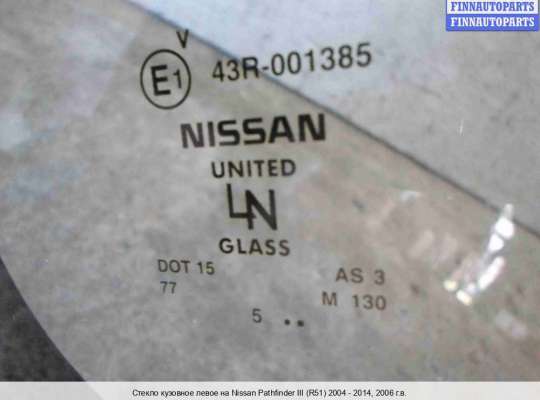 FINNAUTOPARTS
FINNAUTOPARTS
V
E1 43R-001385
NISSAN
UNITED
LN
GLASS
DOT 15 AS 3
77 M 130
5 ..
Стекло кузовное левое на Nissan Pathfinder III (R51) 2004 - 2014, 2006 г.в.